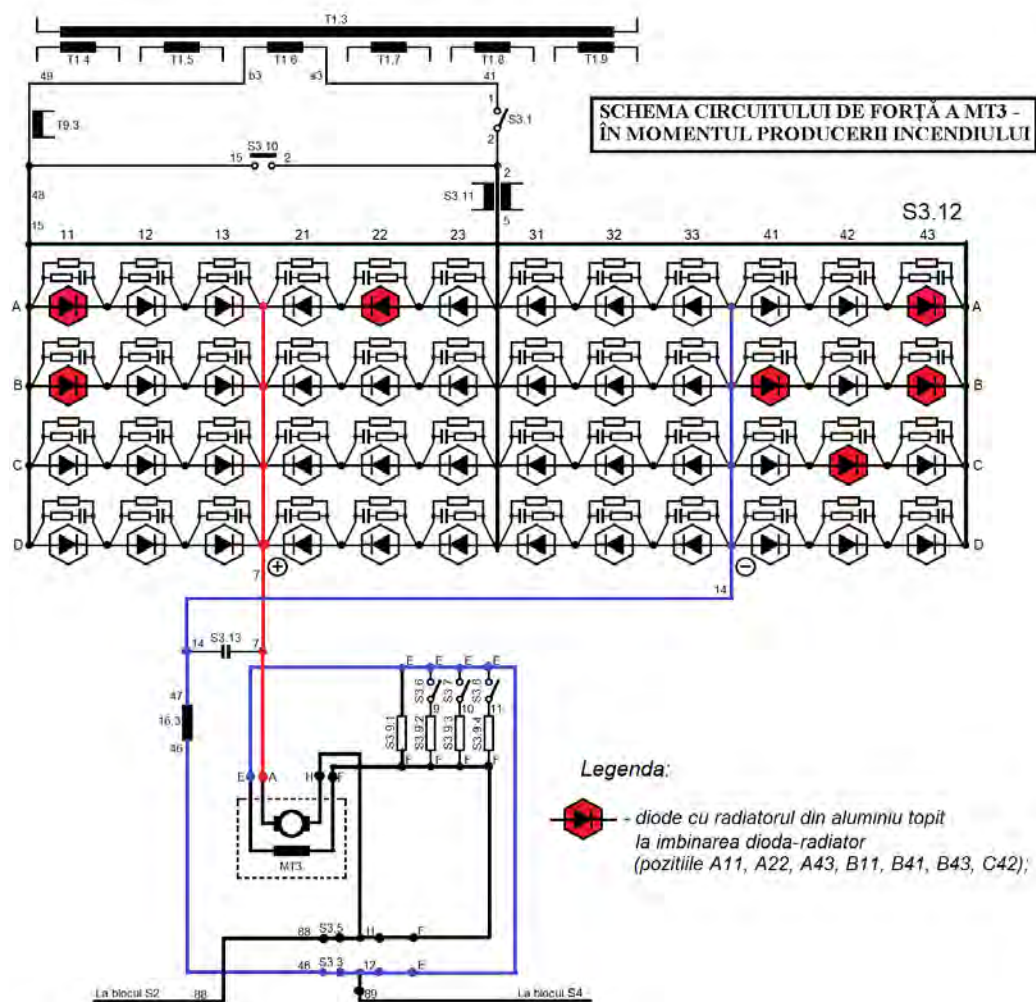 T1.3
T1.4 T1.5 T1.6 T1.7 T1.8 T1.9
49 b3 a3 41
1
T9.3 S3.1
2
SCHEMA CIRCUITULUI DE FORŢĂ A MT3 -
ÎN MOMENTUL PRODUCERII INCENDIULUI
S3.10
15 2
2
48 S3.11
5
S3.12
15
11 12 13 21 22 23 31 32 33 41 42 43
A A
B B
C C
D D
+ -
7 14
14 S3.13 7
E E E E
47 S3.6 S3.7 S3.8
9 10 11
16.3 S3.9.1 S3.9.2 S3.9.3 S3.9.4
46
F F F F
E A H F
MT3
Legenda:
- diode cu radiatorul din aluminiu topit
la imbinarea dioda-radiator
(pozitiile A11, A22, A43, B11, B41, B43, C42);
88 S3.5 H F
46 S3.3 12 E
La blocul S2 88 89 La blocul S4